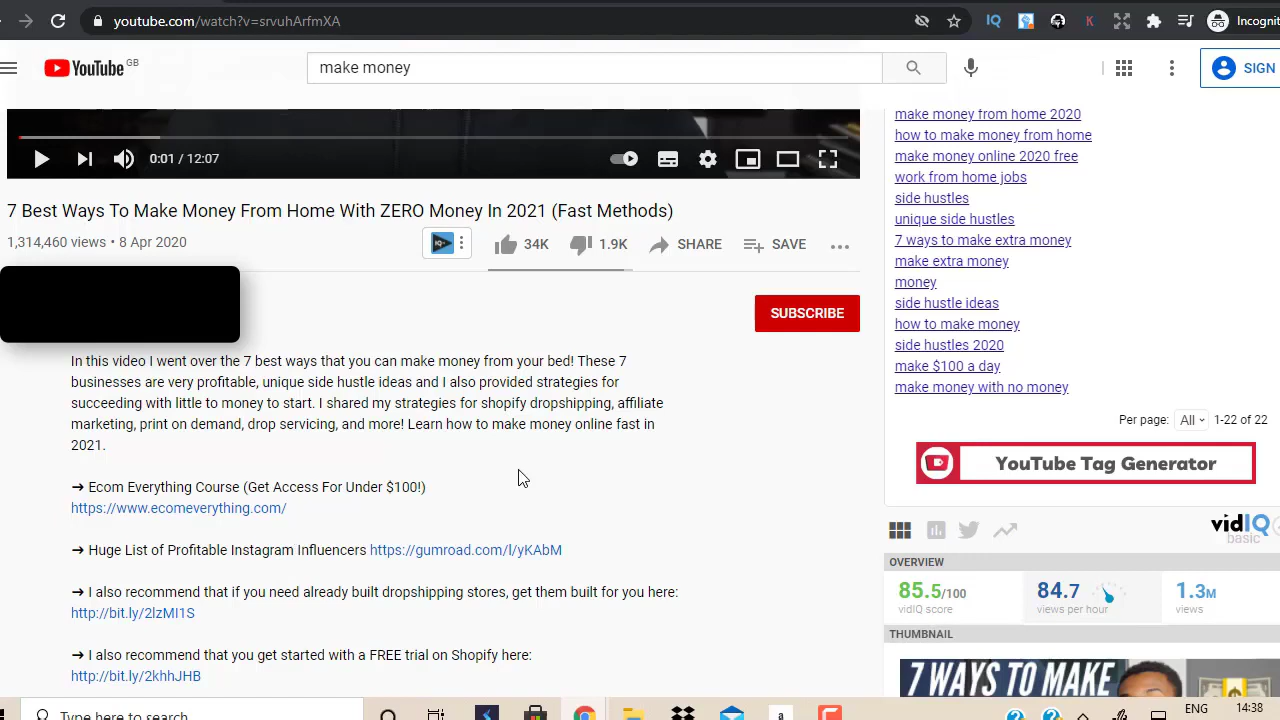 youtube.com/watch?v=srvuhArfmXA
IQ
K
Incognit
YouTube GB
make money
SIGN
make money from home 2020
how to make money from home
make money online 2020 free
work from home jobs
side hustles
unique side hustles
7 ways to make extra money
make extra money
money
side hustle ideas
how to make money
side hustles 2020
make $100 a day
make money with no money
Per page: All 1-22 of 22
YouTube Tag Generator
vidIQ
basic
OVERVIEW
85.5/100
vidIQ score
84.7
views per hour
1.3M
views
THUMBNAIL
7 WAYS TO MAKE
0:01 / 12:07
7 Best Ways To Make Money From Home With ZERO Money In 2021 (Fast Methods)
1,314,460 views • 8 Apr 2020
34K
1.9K
SHARE
SAVE
SUBSCRIBE
In this video I went over the 7 best ways that you can make money from your bed! These 7
businesses are very profitable, unique side hustle ideas and I also provided strategies for
succeeding with little to money to start. I shared my strategies for shopify dropshipping, affiliate
marketing, print on demand, drop servicing, and more! Learn how to make money online fast in
2021.
➔ Ecom Everything Course (Get Access For Under $100!)
https://www.ecomeverything.com/
➔ Huge List of Profitable Instagram Influencers https://gumroad.com/l/yKAbM
➔ I also recommend that if you need already built dropshipping stores, get them built for you here:
http://bit.ly/2lzMI1S
➔ I also recommend that you get started with a FREE trial on Shopify here:
http://bit.ly/2khhJHB
Type here to search
a
ENG
14:38